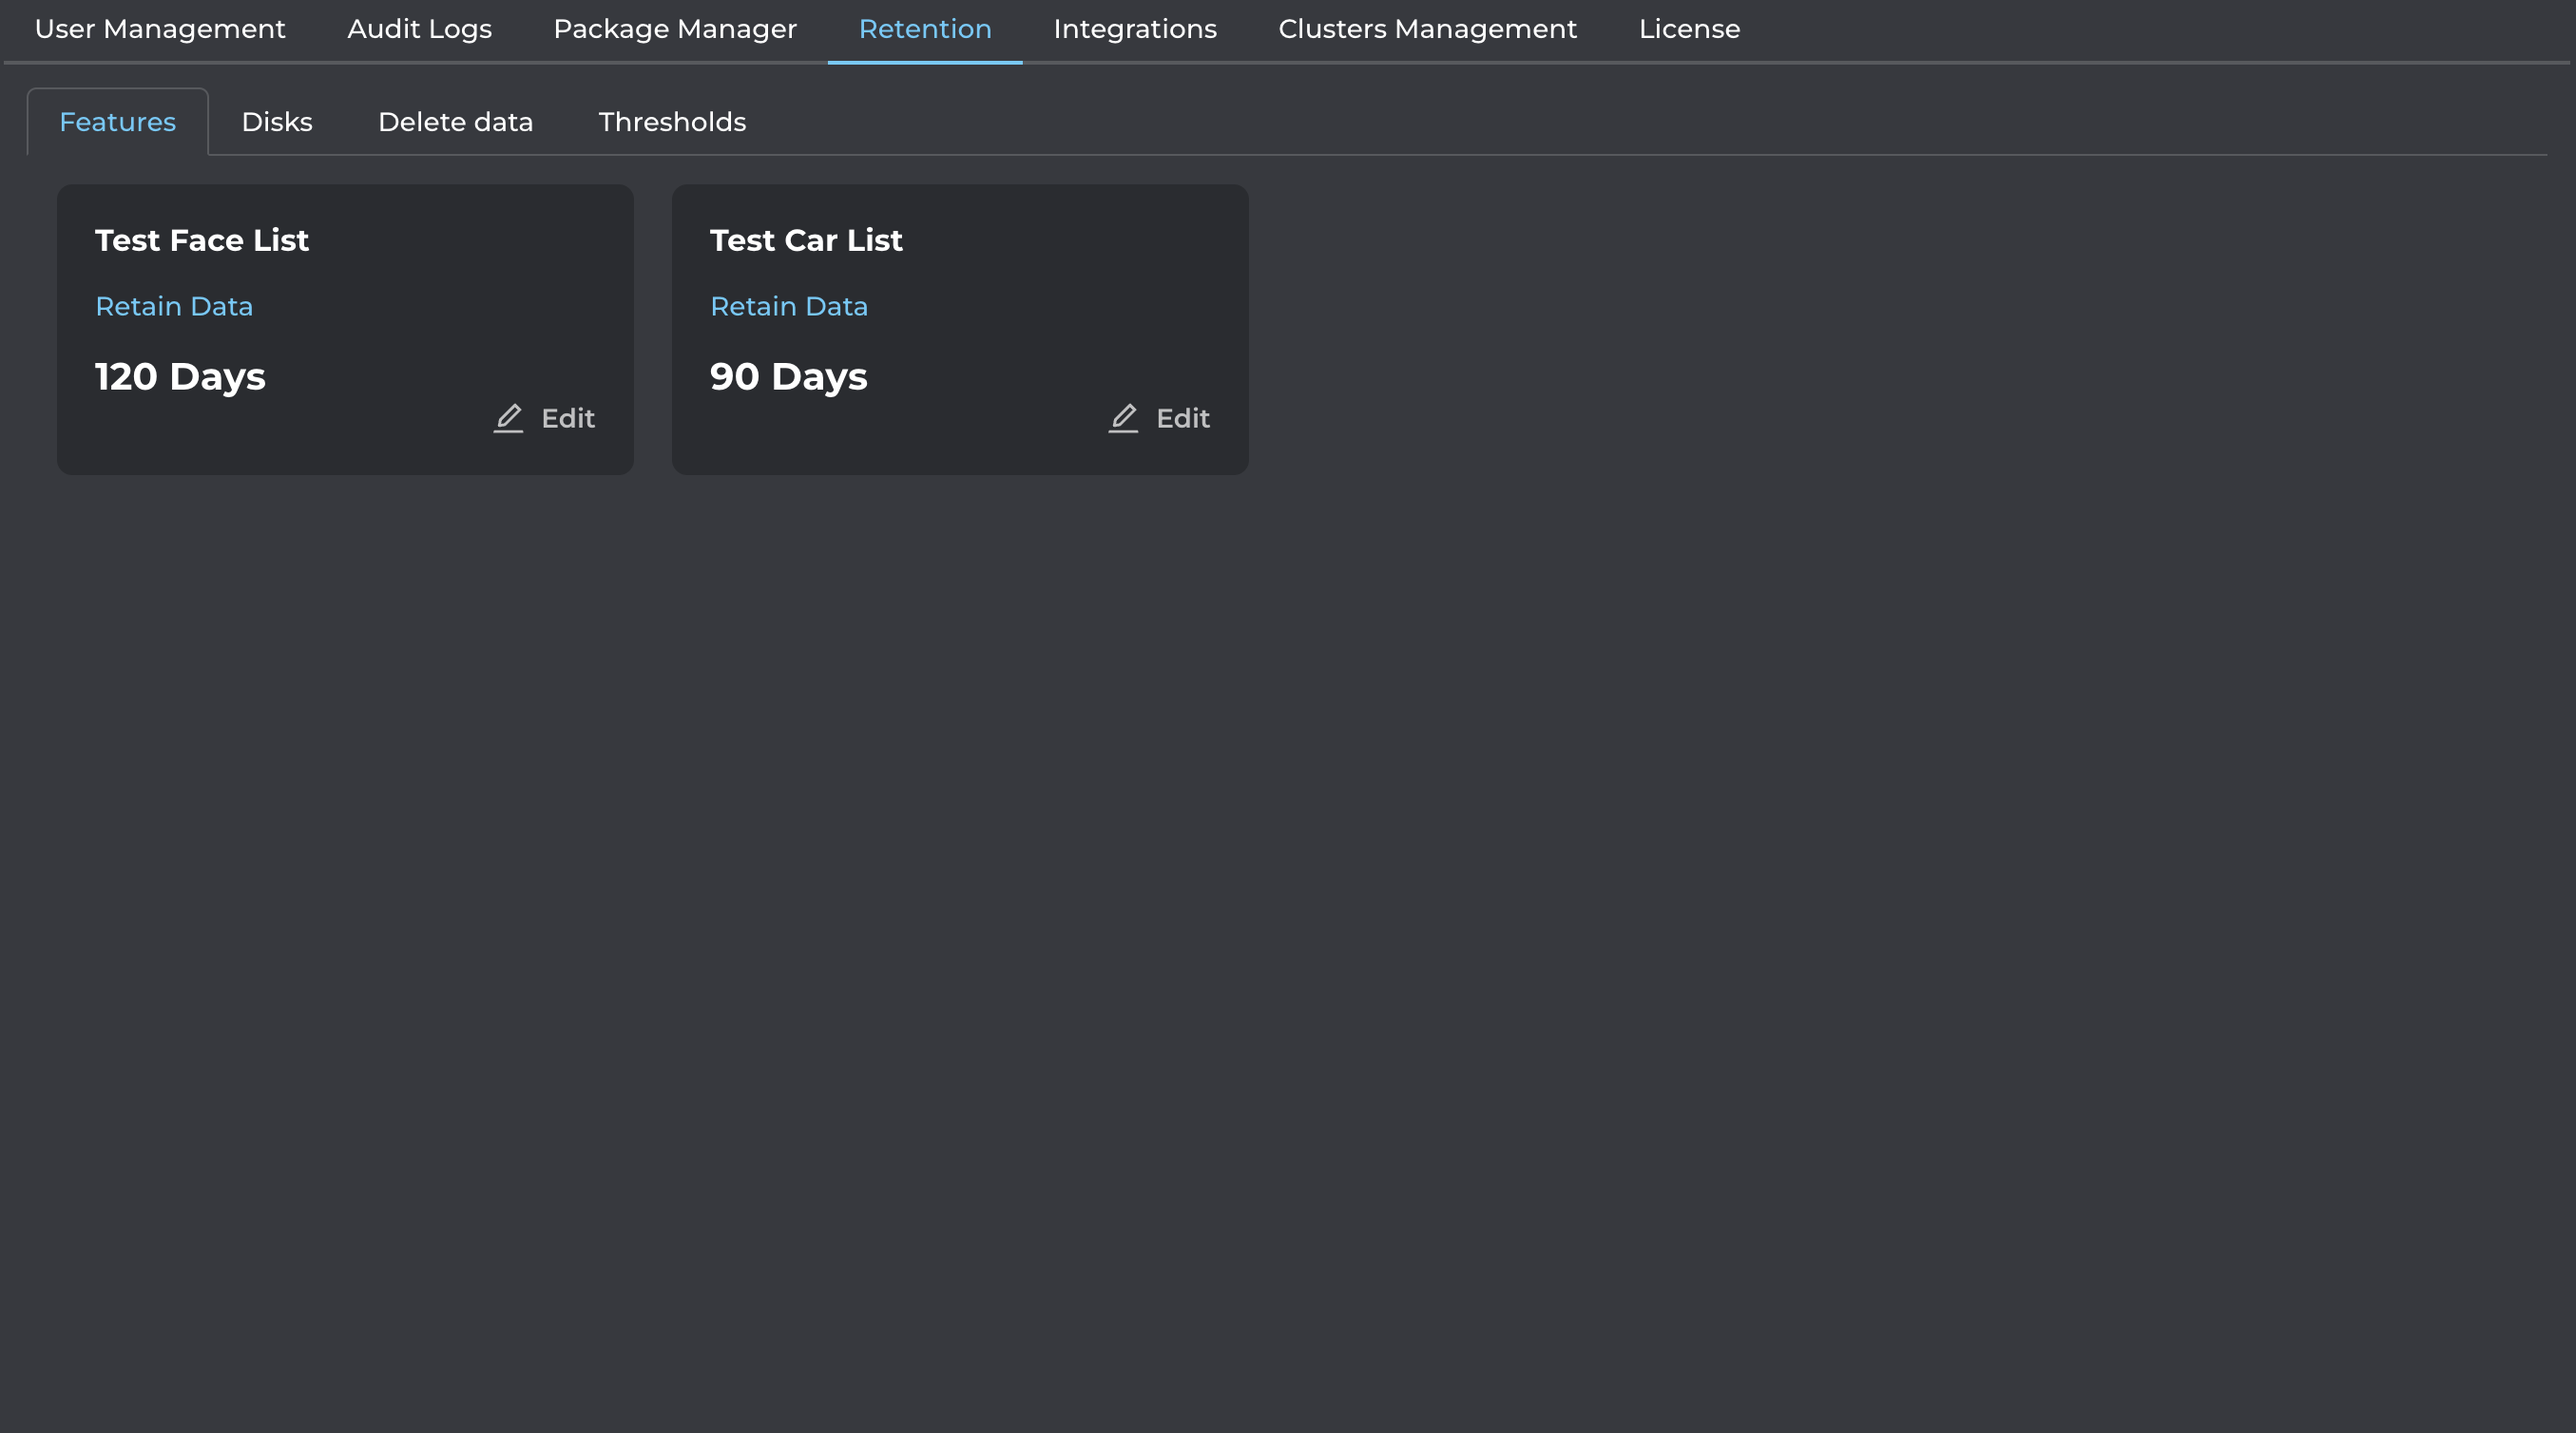 User Management Audit Logs Package Manager Retention Integrations Clusters Management License
Features Disks Delete data Thresholds
Test Face List
Retain Data
120 Days
Edit
Test Car List
Retain Data
90 Days
Edit